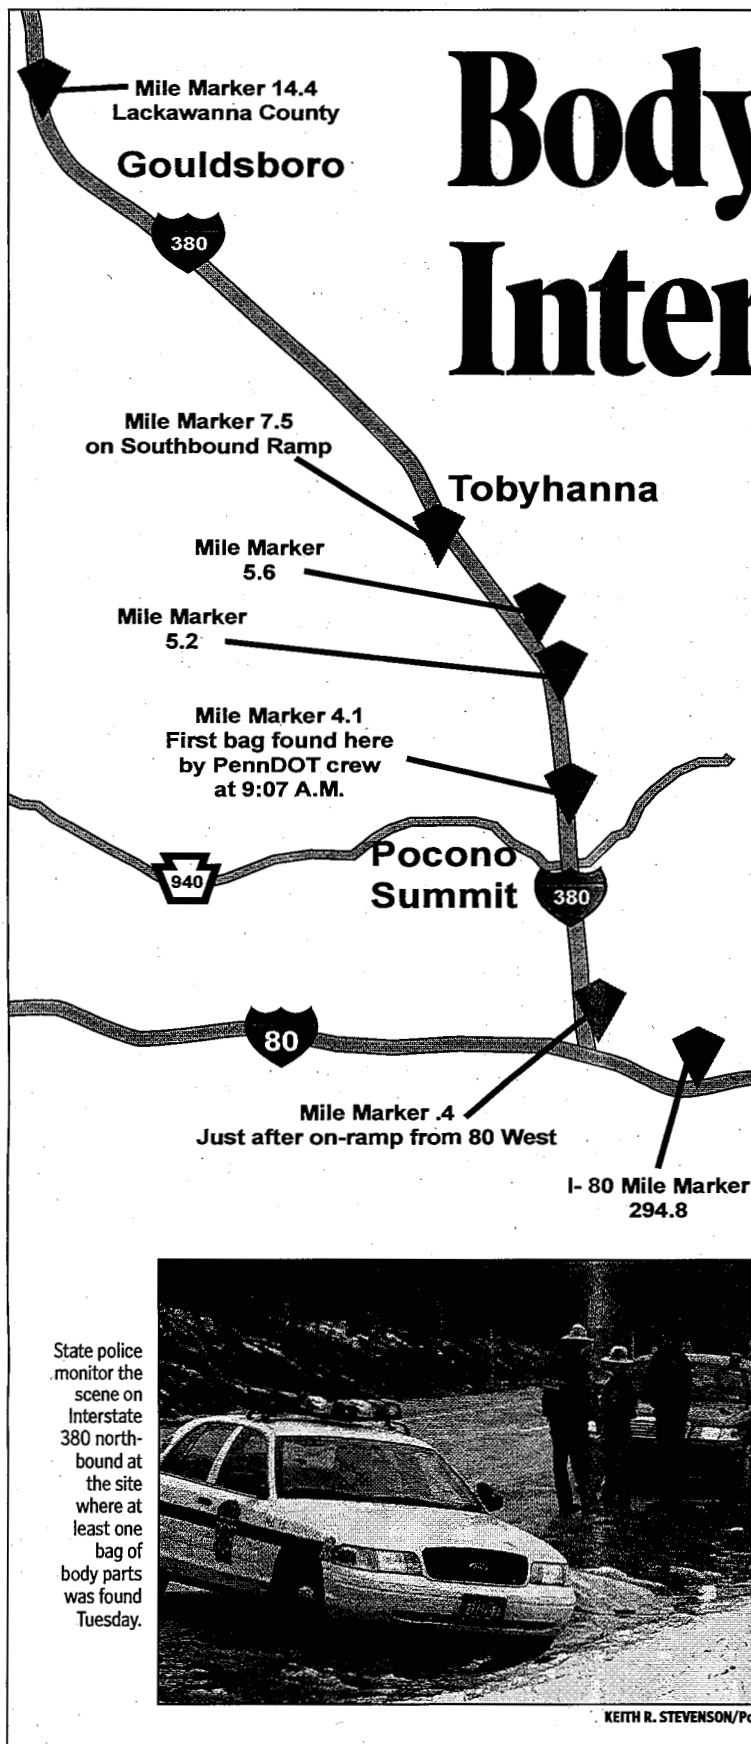 Body
Inter
Mile Marker 14.4
Lackawanna County
Gouldsboro
380
Mile Marker 7.5
on Southbound Ramp
Tobyhanna
Mile Marker
5.6
Mile Marker
5.2
Mile Marker 4.1
First bag found here
by PennDOT crew
at 9:07 A.M.
940
Pocono
Summit
380
80
Mile Marker .4
Just after on-ramp from 80 West
I- 80 Mile Marker
294.8
State police
monitor the
scene on
Interstate
380 north-
bound at
the site
where at
least one
bag of
body parts
was found
Tuesday.
KEITH R. STEVENSON/Po